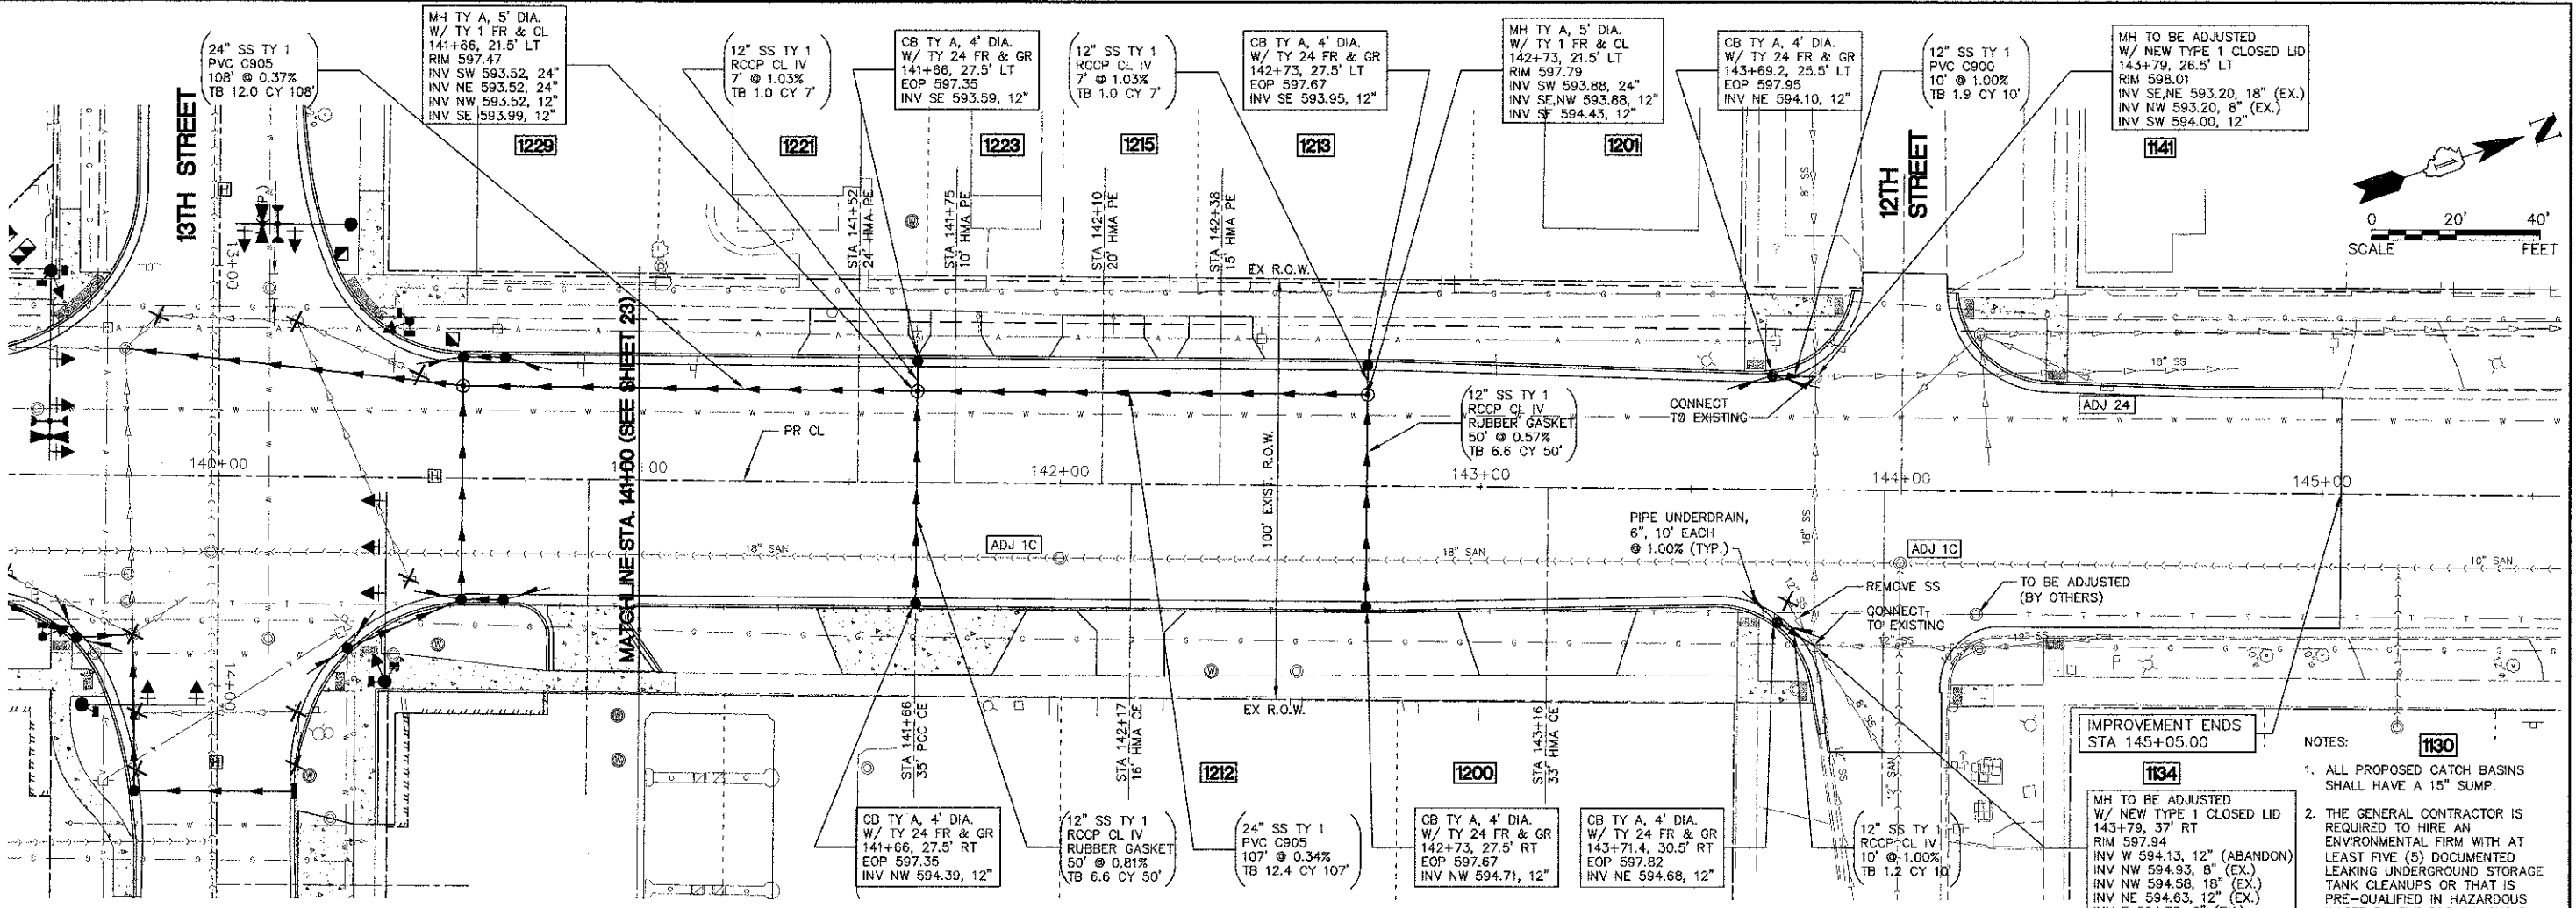 24" SS TY 1
PVC C905
108' @ 0.37%
TB 12.0 CY 108'
MH TY A, 5' DIA.
W/ TY 1 FR & CL
141+66, 21.5' LT
RIM 597.47
INV SW 593.52, 24"
INV NE 593.52, 24"
INV NW 593.52, 12"
INV SE 593.99, 12"
12" SS TY 1
RCCP CL IV
7' @ 1.03%
TB 1.0 CY 7'
CB TY A, 4' DIA.
W/ TY 24 FR & GR
141+66, 27.5' LT
EOP 597.35
INV SE 593.59, 12"
12" SS TY 1
RCCP CL IV
7' @ 1.03%
TB 1.0 CY 7'
CB TY A, 4' DIA.
W/ TY 24 FR & GR
142+73, 27.5' LT
EOP 597.67
INV SE 593.95, 12"
MH TY A, 5' DIA.
W/ TY 1 FR & CL
142+73, 21.5' LT
RIM 597.79
INV SW 593.88, 24"
INV SE,NW 593.88, 12"
INV SE 594.43, 12"
CB TY A, 4' DIA.
W/ TY 24 FR & GR
143+69.2, 25.5' LT
EOP 597.95
INV NE 594.10, 12"
12" SS TY 1
PVC C900
10' @ 1.00%
TB 1.9 CY 10'
MH TO BE ADJUSTED
W/ NEW TYPE 1 CLOSED LID
143+79, 26.5' LT
RIM 598.01
INV SE,NE 593.20, 18" (EX.)
INV NW 593.20, 8" (EX.)
INV SW 594.00, 12"
13TH STREET
1229
1221
1223
1215
1213
1201
12TH
STREET
1141
N
0 20' 40'
SCALE FEET
13+00
STA 141+52
24' HMA PE
STA 141+75
10' HMA PE
STA 142+10
20' HMA PE
STA 142+38
15' HMA PE
8" SS
EX R.O.W.
18" SS
MATCHLINE STA. 141+00 (SEE SHEET 23)
PR CL
12" SS TY 1
RCCP CL IV
RUBBER GASKET
50' @ 0.57%
TB 6.6 CY 50'
CONNECT
TO EXISTING
ADJ 24
140+00
142+00
143+00
144+00
145+00
100' EXIST. R.O.W.
18" SS
PIPE UNDERDRAIN,
6", 10' EACH
@ 1.00% (TYP.)
18" SAN
ADJ 1C
18" SAN
ADJ 1C
10" SAN
REMOVE SS
TO BE ADJUSTED
(BY OTHERS)
CONNECT
TO EXISTING
12" SS
12" SS
14+00
EX R.O.W.
8" SS
12" SS
12" SAN
STA 141+86
35' PCC CE
STA 142+17
16' HMA CE
1212
1200
STA 143+16
33' HMA CE
IMPROVEMENT ENDS
STA 145+05.00
1134
1130
CB TY A, 4' DIA.
W/ TY 24 FR & GR
141+66, 27.5' RT
EOP 597.35
INV NW 594.39, 12"
12" SS TY 1
RCCP CL IV
RUBBER GASKET
50' @ 0.81%
TB 6.6 CY 50'
24" SS TY 1
PVC C905
107' @ 0.34%
TB 12.4 CY 107'
CB TY A, 4' DIA.
W/ TY 24 FR & GR
142+73, 27.5' RT
EOP 597.67
INV NW 594.71, 12"
CB TY A, 4' DIA.
W/ TY 24 FR & GR
143+71.4, 30.5' RT
EOP 597.82
INV NE 594.68, 12"
12" SS TY 1
RCCP CL IV
10' @ 1.00%
TB 1.2 CY 10'
MH TO BE ADJUSTED
W/ NEW TYPE 1 CLOSED LID
143+79, 37' RT
RIM 597.94
INV W 594.13, 12" (ABANDON)
INV NW 594.93, 8" (EX.)
INV NW 594.58, 18" (EX.)
INV NE 594.63, 12" (EX.)
NOTES:
1. ALL PROPOSED CATCH BASINS
SHALL HAVE A 15" SUMP.
2. THE GENERAL CONTRACTOR IS
REQUIRED TO HIRE AN
ENVIRONMENTAL FIRM WITH AT
LEAST FIVE (5) DOCUMENTED
LEAKING UNDERGROUND STORAGE
TANK CLEANUPS OR THAT IS
PRE-QUALIFIED IN HAZARDOUS